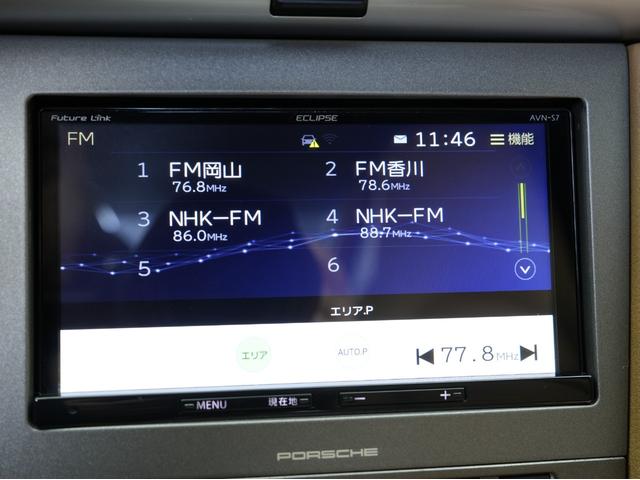 Future Link ECLIPSE AVN-S7
FM 11:46 機能
1 FM岡山 2 FM香川
76.8MHz 78.6MHz
3 NHK-FM 4 NHK-FM
86.0MHz 88.7MHz
5 6
エリア.P
エリア AUTO.P 77.8MHz
MENU 現在地 - +
PORSCHE